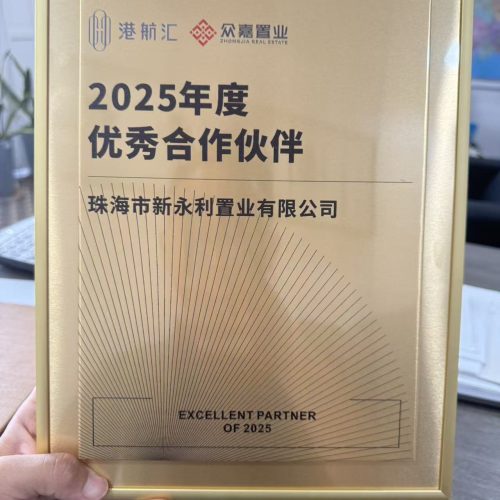 港航汇 众嘉置业
ZHONGJIA REAL ESTATE
2025年度
优秀合作伙伴
珠海市新永利置业有限公司
EXCELLENT PARTNER
OF 2025